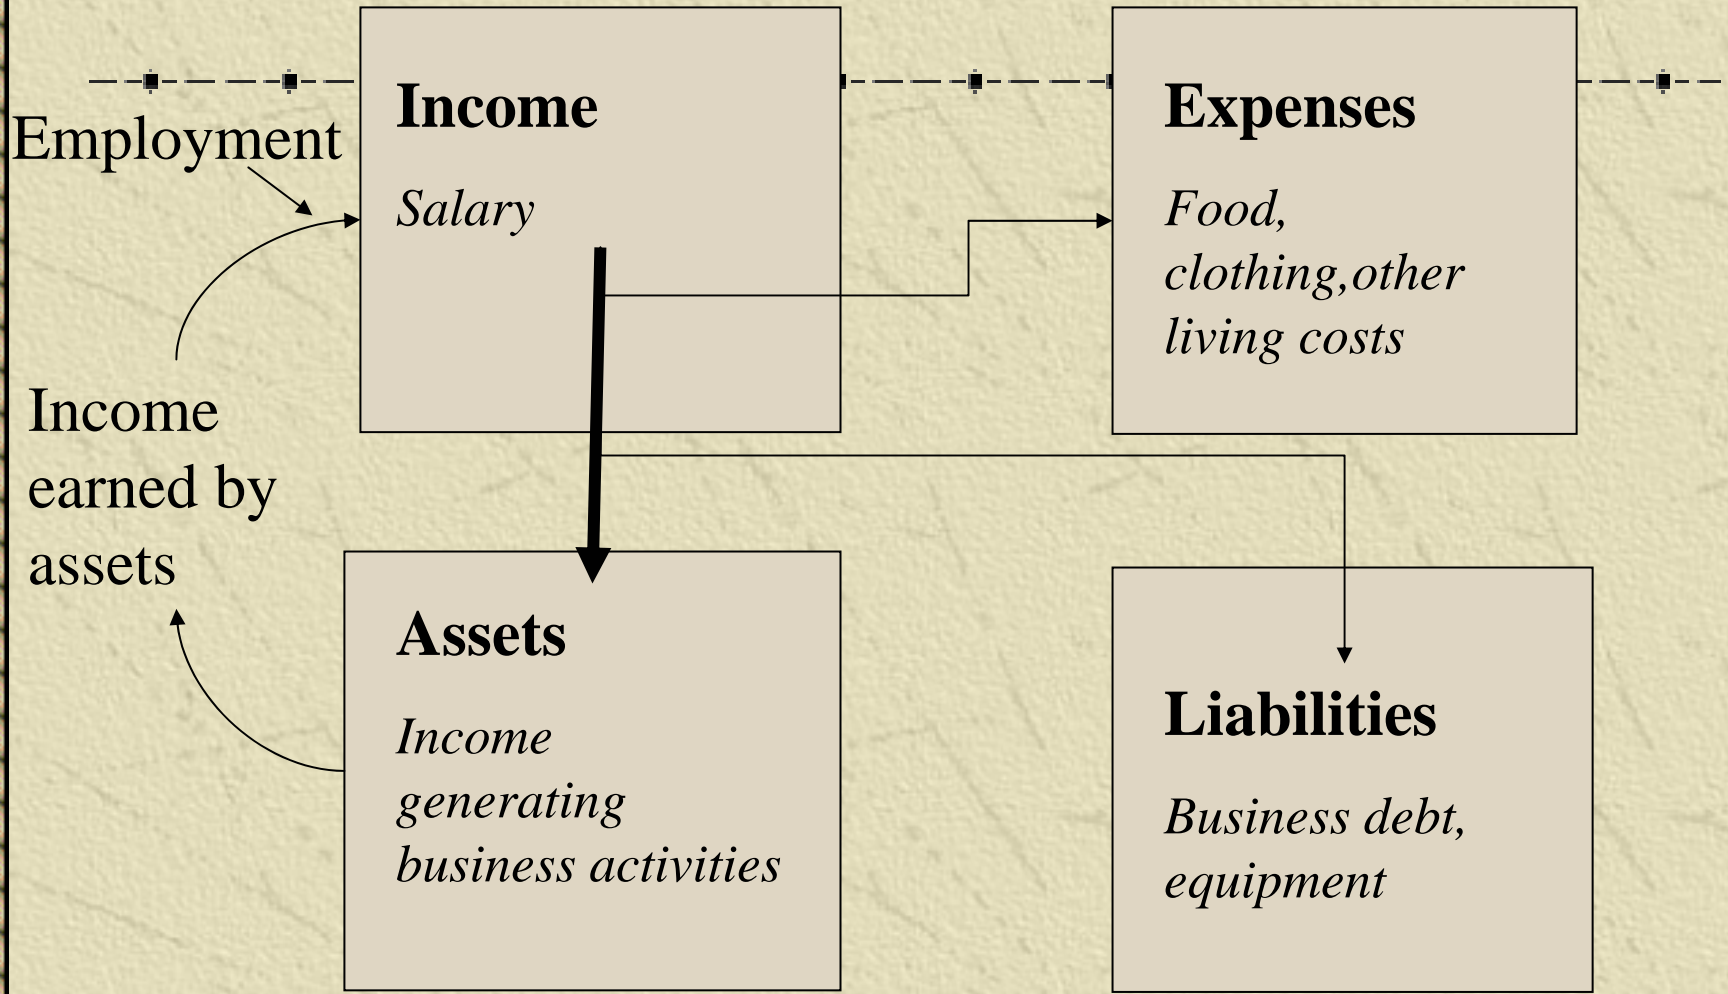 Employment
Income
earned by
assets
Income
Salary
Expenses
Food,
clothing,other
living costs
Assets
Income
generating
business activities
Liabilities
Business debt,
equipment